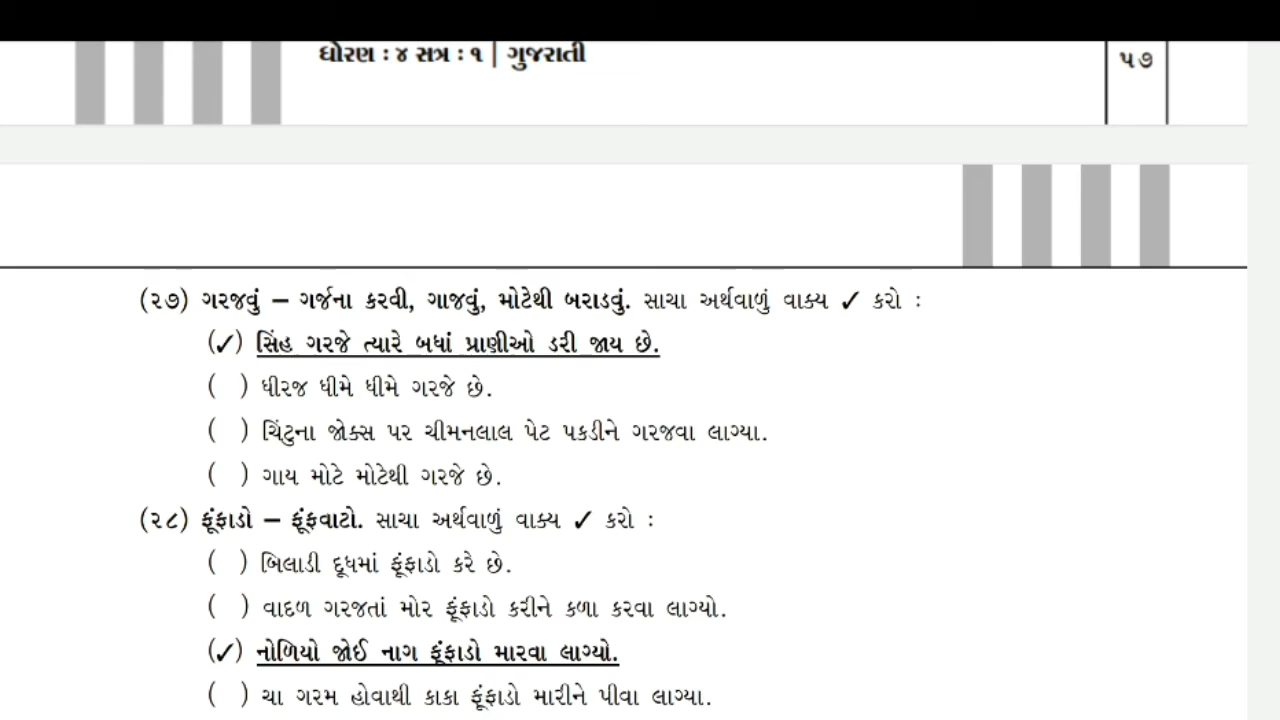 ધોરણ : ૪ સત્ર : ૧ | ગુજરાતી
૫૭
(૨૭) ગરજવું – ગર્જના કરવી, ગાજવું, મોટેથી બરાડવું. સાચા અર્થવાળું વાક્ય ✓ કરો :
(✓) સિંહ ગરજે ત્યારે બધાં પ્રાણીઓ ડરી જાય છે.
( ) ધીરજ ધીમે ધીમે ગરજે છે.
( ) ચિંટુના જોક્સ પર ચીમનલાલ પેટ પકડીને ગરજવા લાગ્યા.
( ) ગાય મોટે મોટેથી ગરજે છે.
(૨૮) ફૂંફાડો – ફૂંફવાટો. સાચા અર્થવાળું વાક્ય ✓ કરો :
( ) બિલાડી દૂધમાં ફૂંફાડો કરે છે.
( ) વાદળ ગરજતાં મોર ફૂંફાડો કરીને કળા કરવા લાગ્યો.
(✓) નોળિયો જોઈ નાગ ફૂંફાડો મારવા લાગ્યો.
( ) ચા ગરમ હોવાથી કાકા ફૂંફાડો મારીને પીવા લાગ્યા.